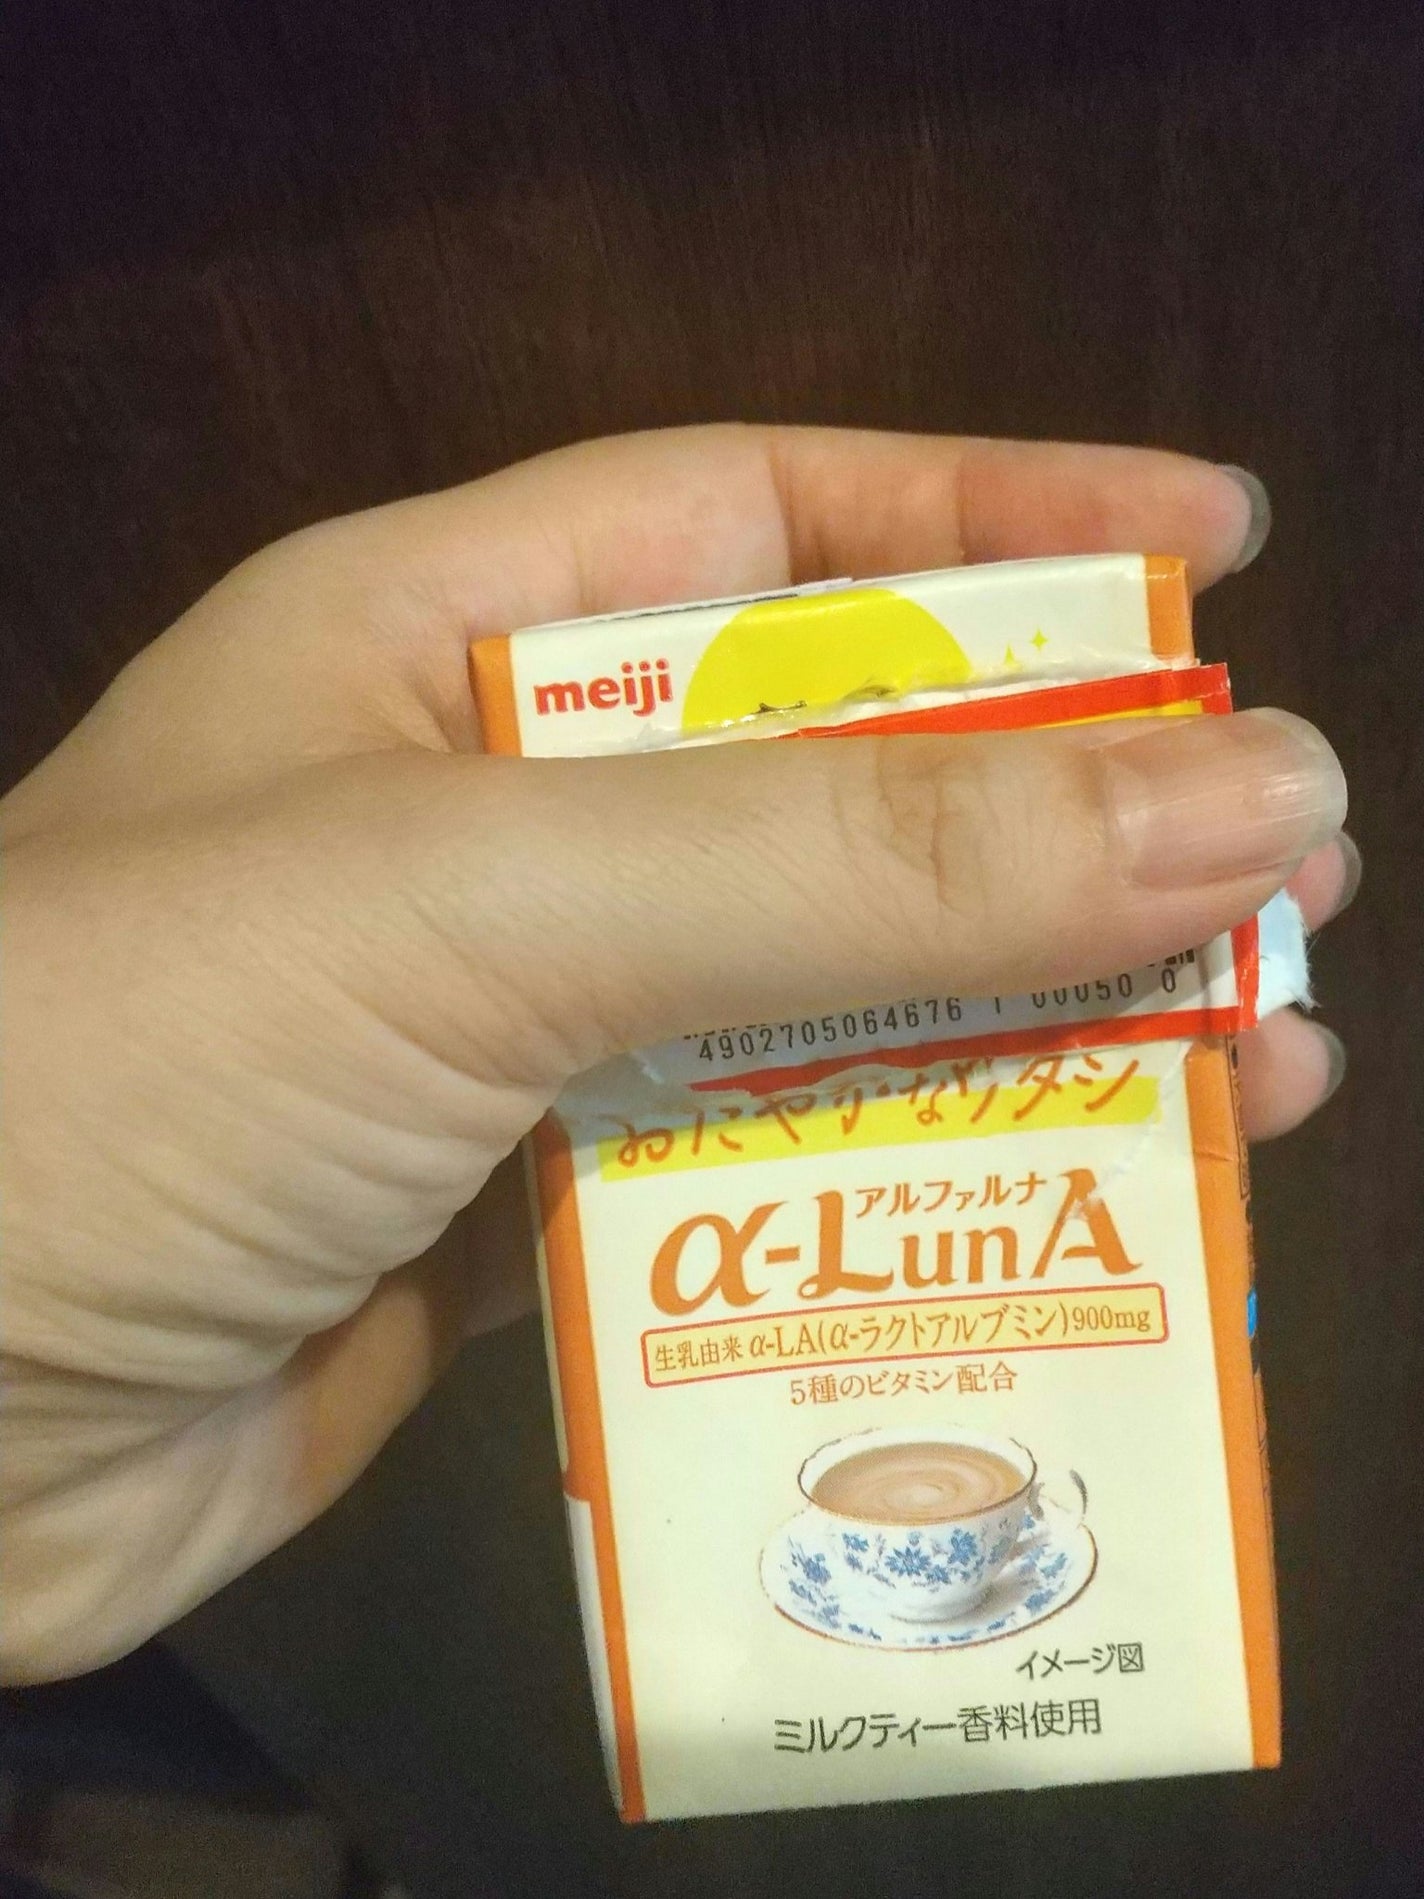 meiji
4902705064676 1 00050 0
おだやかなワタシ
アルファルナ
α-LunA
生乳由来 α-LA(α-ラクトアルブミン)900mg
5種のビタミン配合
イメージ図
ミルクティー香料使用